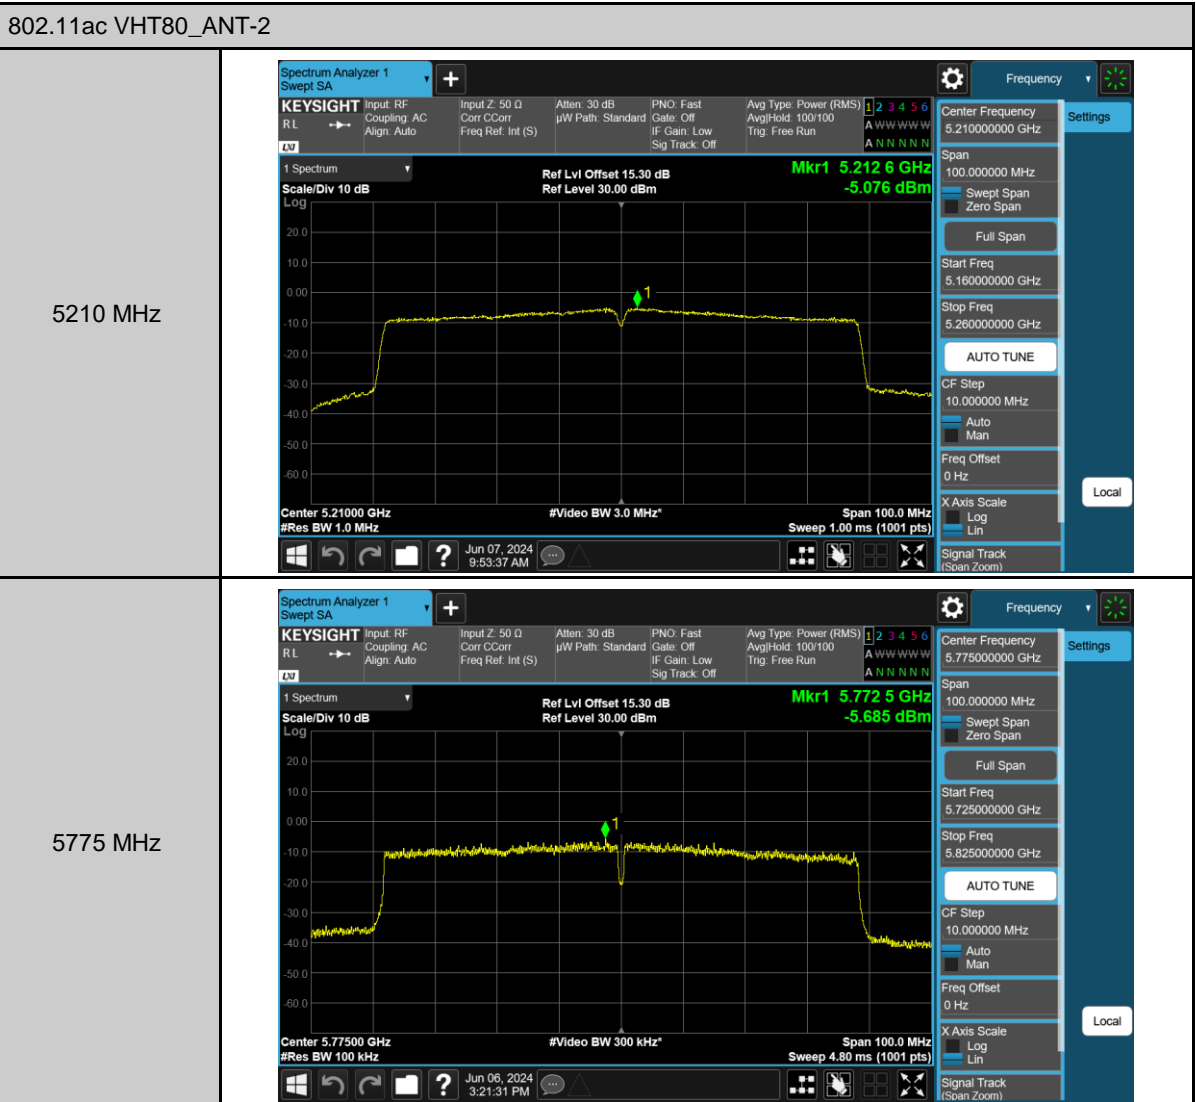 802.11ac VHT80_ANT-2
5210 MHz
Spectrum Analyzer 1
Swept SA
Frequency
KEYSIGHT
RL
LXI
Input: RF
Coupling: AC
Align: Auto
Input Z: 50 Ω
Corr CCorr
Freq Ref: Int (S)
Atten: 30 dB
µW Path: Standard
PNO: Fast
Gate: Off
IF Gain: Low
Sig Track: Off
Avg Type: Power (RMS)
Avg|Hold: 100/100
Trig: Free Run
1 2 3 4 5 6
A W W W W W
A N N N N N
1 Spectrum
Scale/Div 10 dB
Log
Ref Lvl Offset 15.30 dB
Ref Level 30.00 dBm
Mkr1 5.212 6 GHz
-5.076 dBm
20.0
10.0
0.00
-10.0
-20.0
-30.0
-40.0
-50.0
-60.0
1
Center 5.21000 GHz
#Res BW 1.0 MHz
#Video BW 3.0 MHz*
Span 100.0 MHz
Sweep 1.00 ms (1001 pts)
Jun 07, 2024
9:53:37 AM
Center Frequency
5.210000000 GHz
Span
100.000000 MHz
Swept Span
Zero Span
Full Span
Start Freq
5.160000000 GHz
Stop Freq
5.260000000 GHz
AUTO TUNE
CF Step
10.000000 MHz
Auto
Man
Freq Offset
0 Hz
X Axis Scale
Log
Lin
Signal Track
(Span Zoom)
Settings
Local
5775 MHz
Spectrum Analyzer 1
Swept SA
Frequency
KEYSIGHT
RL
LXI
Input: RF
Coupling: AC
Align: Auto
Input Z: 50 Ω
Corr CCorr
Freq Ref: Int (S)
Atten: 30 dB
µW Path: Standard
PNO: Fast
Gate: Off
IF Gain: Low
Sig Track: Off
Avg Type: Power (RMS)
Avg|Hold: 100/100
Trig: Free Run
1 2 3 4 5 6
A W W W W W
A N N N N N
1 Spectrum
Scale/Div 10 dB
Log
Ref Lvl Offset 15.30 dB
Ref Level 30.00 dBm
Mkr1 5.772 5 GHz
-5.685 dBm
20.0
10.0
0.00
-10.0
-20.0
-30.0
-40.0
-50.0
-60.0
1
Center 5.77500 GHz
#Res BW 100 kHz
#Video BW 300 kHz*
Span 100.0 MHz
Sweep 4.80 ms (1001 pts)
Jun 06, 2024
3:21:31 PM
Center Frequency
5.775000000 GHz
Span
100.000000 MHz
Swept Span
Zero Span
Full Span
Start Freq
5.725000000 GHz
Stop Freq
5.825000000 GHz
AUTO TUNE
CF Step
10.000000 MHz
Auto
Man
Freq Offset
0 Hz
X Axis Scale
Log
Lin
Signal Track
(Span Zoom)
Settings
Local